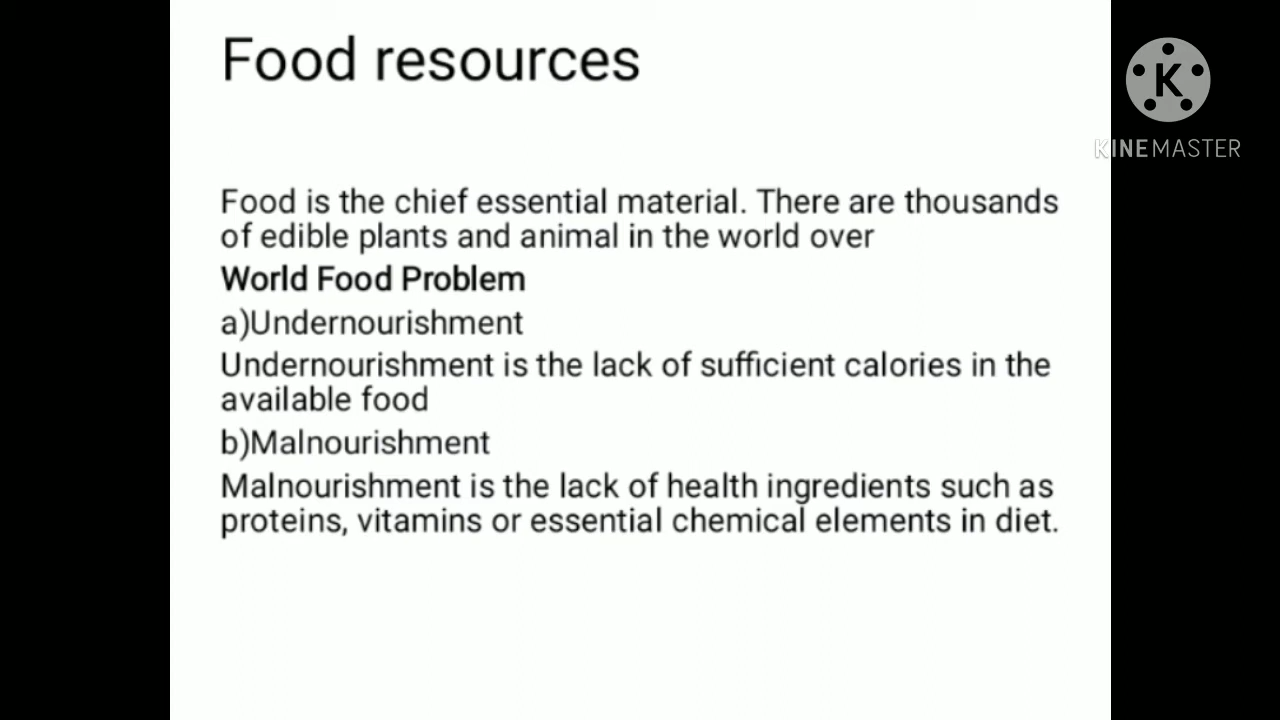 Food resources
K
KINEMASTER
Food is the chief essential material. There are thousands
of edible plants and animal in the world over
World Food Problem
a)Undernourishment
Undernourishment is the lack of sufficient calories in the
available food
b)Malnourishment
Malnourishment is the lack of health ingredients such as
proteins, vitamins or essential chemical elements in diet.